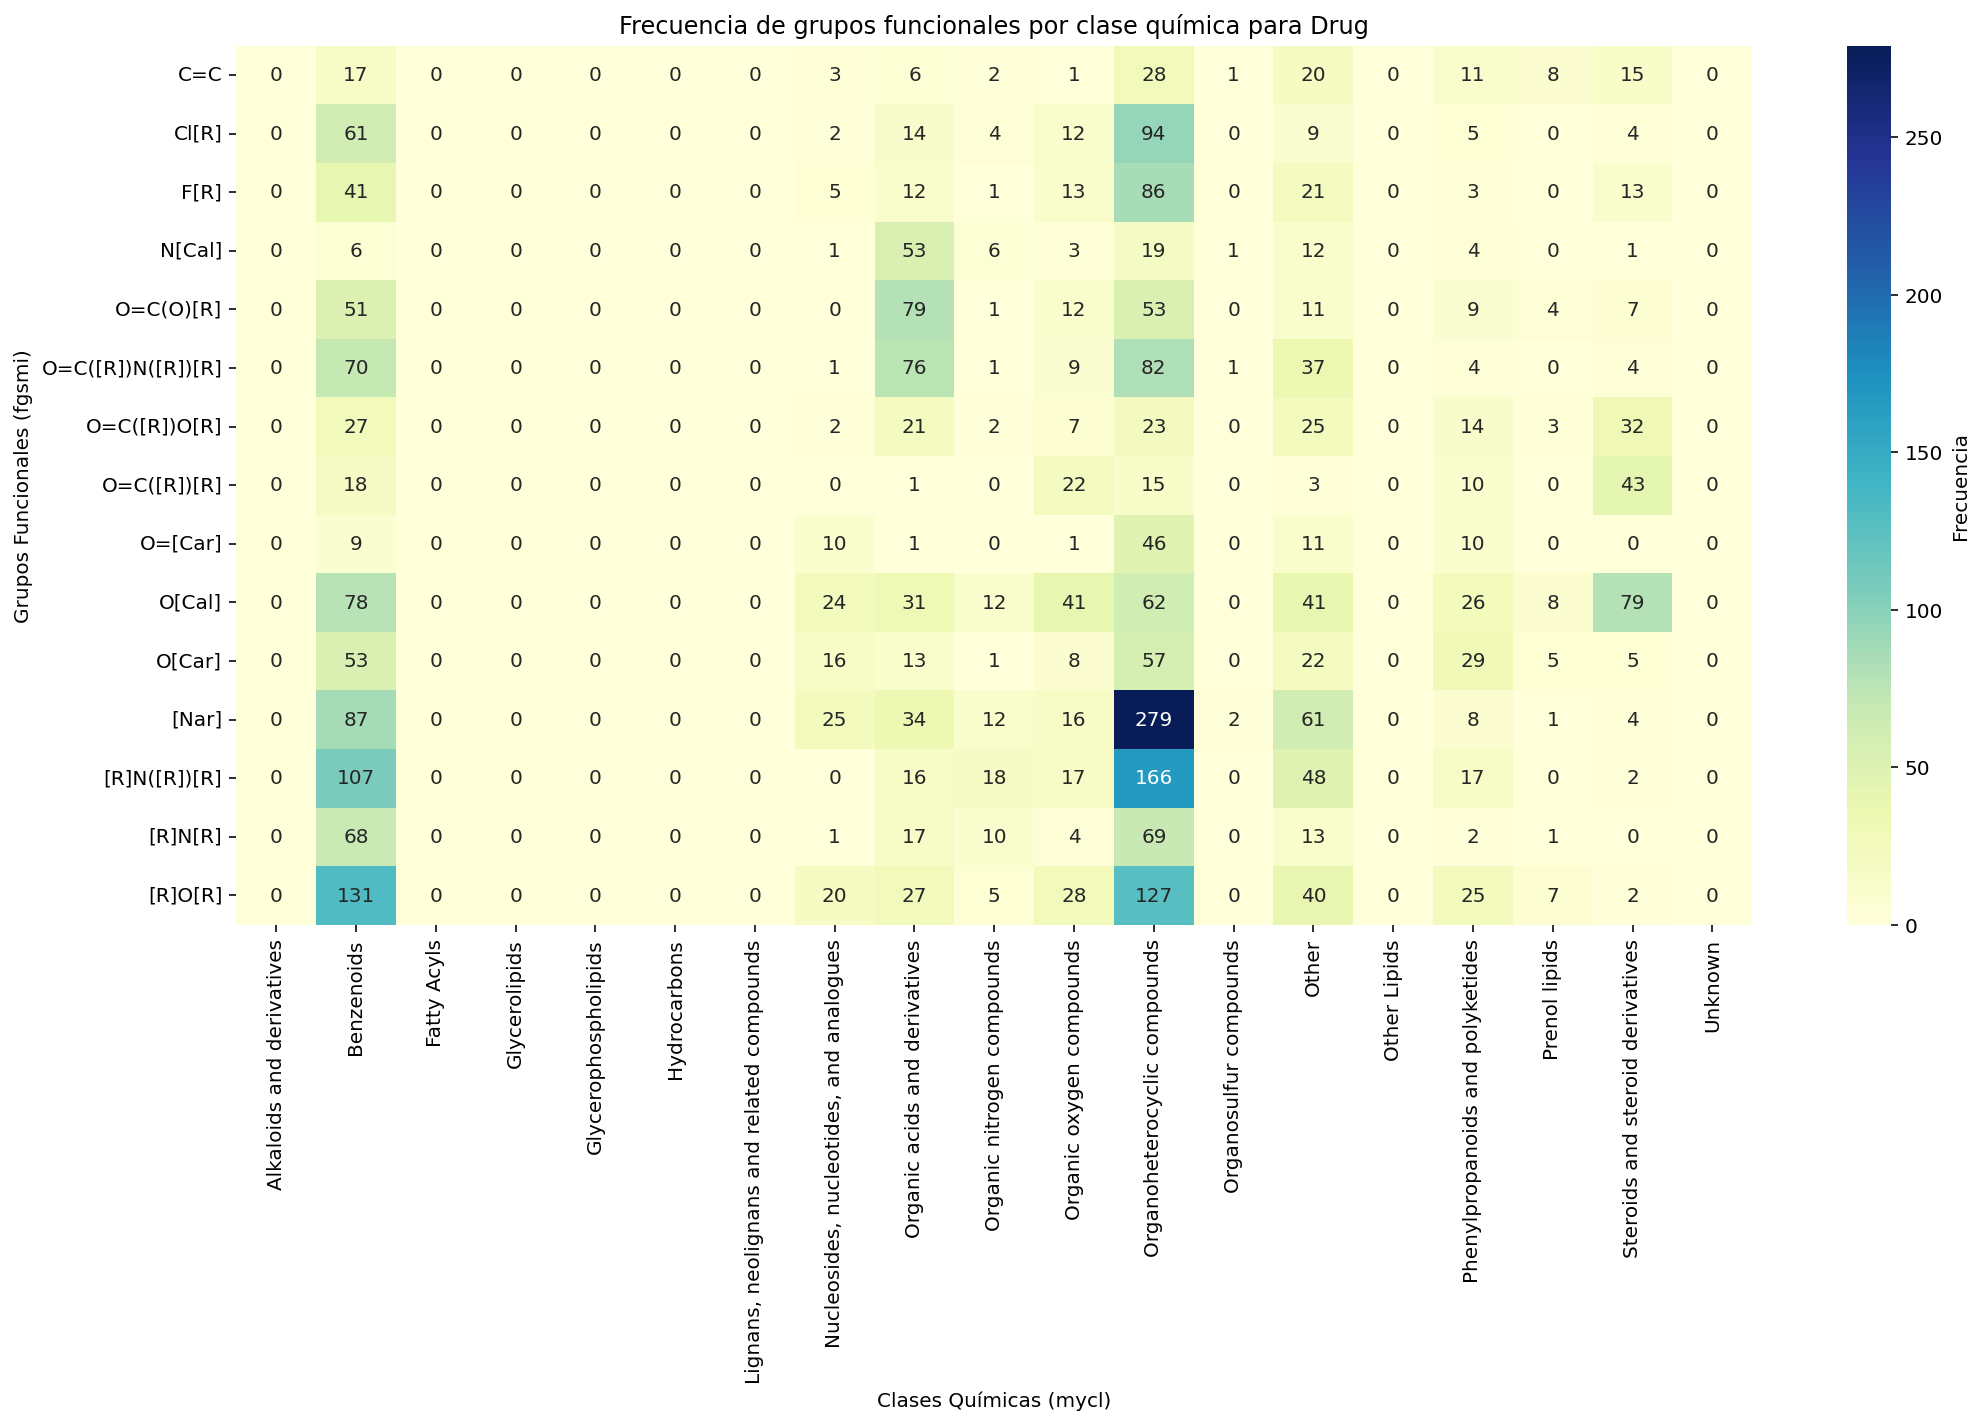 Frecuencia de grupos funcionales por clase química para Drug
Grupos Funcionales (fgsmi)
C=C 0 17 0 0 0 0 0 3 6 2 1 28 1 20 0 11 8 15 0
Cl[R] 0 61 0 0 0 0 0 2 14 4 12 94 0 9 0 5 0 4 0
F[R] 0 41 0 0 0 0 0 5 12 1 13 86 0 21 0 3 0 13 0
N[Cal] 0 6 0 0 0 0 0 1 53 6 3 19 1 12 0 4 0 1 0
O=C(O)[R] 0 51 0 0 0 0 0 0 79 1 12 53 0 11 0 9 4 7 0
O=C([R])N([R])[R] 0 70 0 0 0 0 0 1 76 1 9 82 1 37 0 4 0 4 0
O=C([R])O[R] 0 27 0 0 0 0 0 2 21 2 7 23 0 25 0 14 3 32 0
O=C([R])[R] 0 18 0 0 0 0 0 0 1 0 22 15 0 3 0 10 0 43 0
O=[Car] 0 9 0 0 0 0 0 10 1 0 1 46 0 11 0 10 0 0 0
O[Cal] 0 78 0 0 0 0 0 24 31 12 41 62 0 41 0 26 8 79 0
O[Car] 0 53 0 0 0 0 0 16 13 1 8 57 0 22 0 29 5 5 0
[Nar] 0 87 0 0 0 0 0 25 34 12 16 279 2 61 0 8 1 4 0
[R]N([R])[R] 0 107 0 0 0 0 0 0 16 18 17 166 0 48 0 17 0 2 0
[R]N[R] 0 68 0 0 0 0 0 1 17 10 4 69 0 13 0 2 1 0 0
[R]O[R] 0 131 0 0 0 0 0 20 27 5 28 127 0 40 0 25 7 2 0
Alkaloids and derivatives
Benzenoids
Fatty Acyls
Glycerolipids
Glycerophospholipids
Hydrocarbons
Lignans, neolignans and related compounds
Nucleosides, nucleotides, and analogues
Organic acids and derivatives
Organic nitrogen compounds
Organic oxygen compounds
Organoheterocyclic compounds
Organosulfur compounds
Other
Other Lipids
Phenylpropanoids and polyketides
Prenol lipids
Steroids and steroid derivatives
Unknown
Clases Químicas (mycl)
250
200
150
100
50
0
Frecuencia